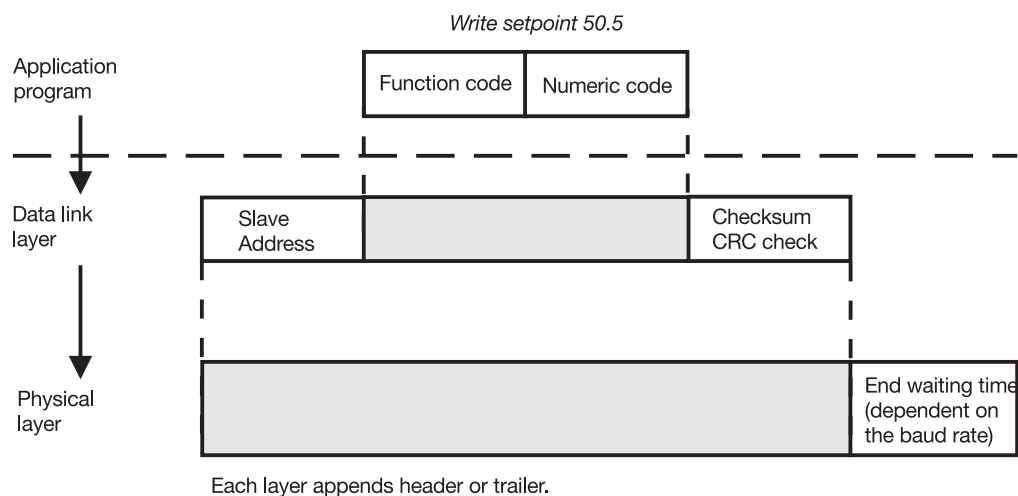 Write setpoint 50.5
Application
program
Function code
Numeric code
Data link
layer
Slave
Address
Checksum
CRC check
Physical
layer
End waiting time
(dependent on
the baud rate)
Each layer appends header or trailer.